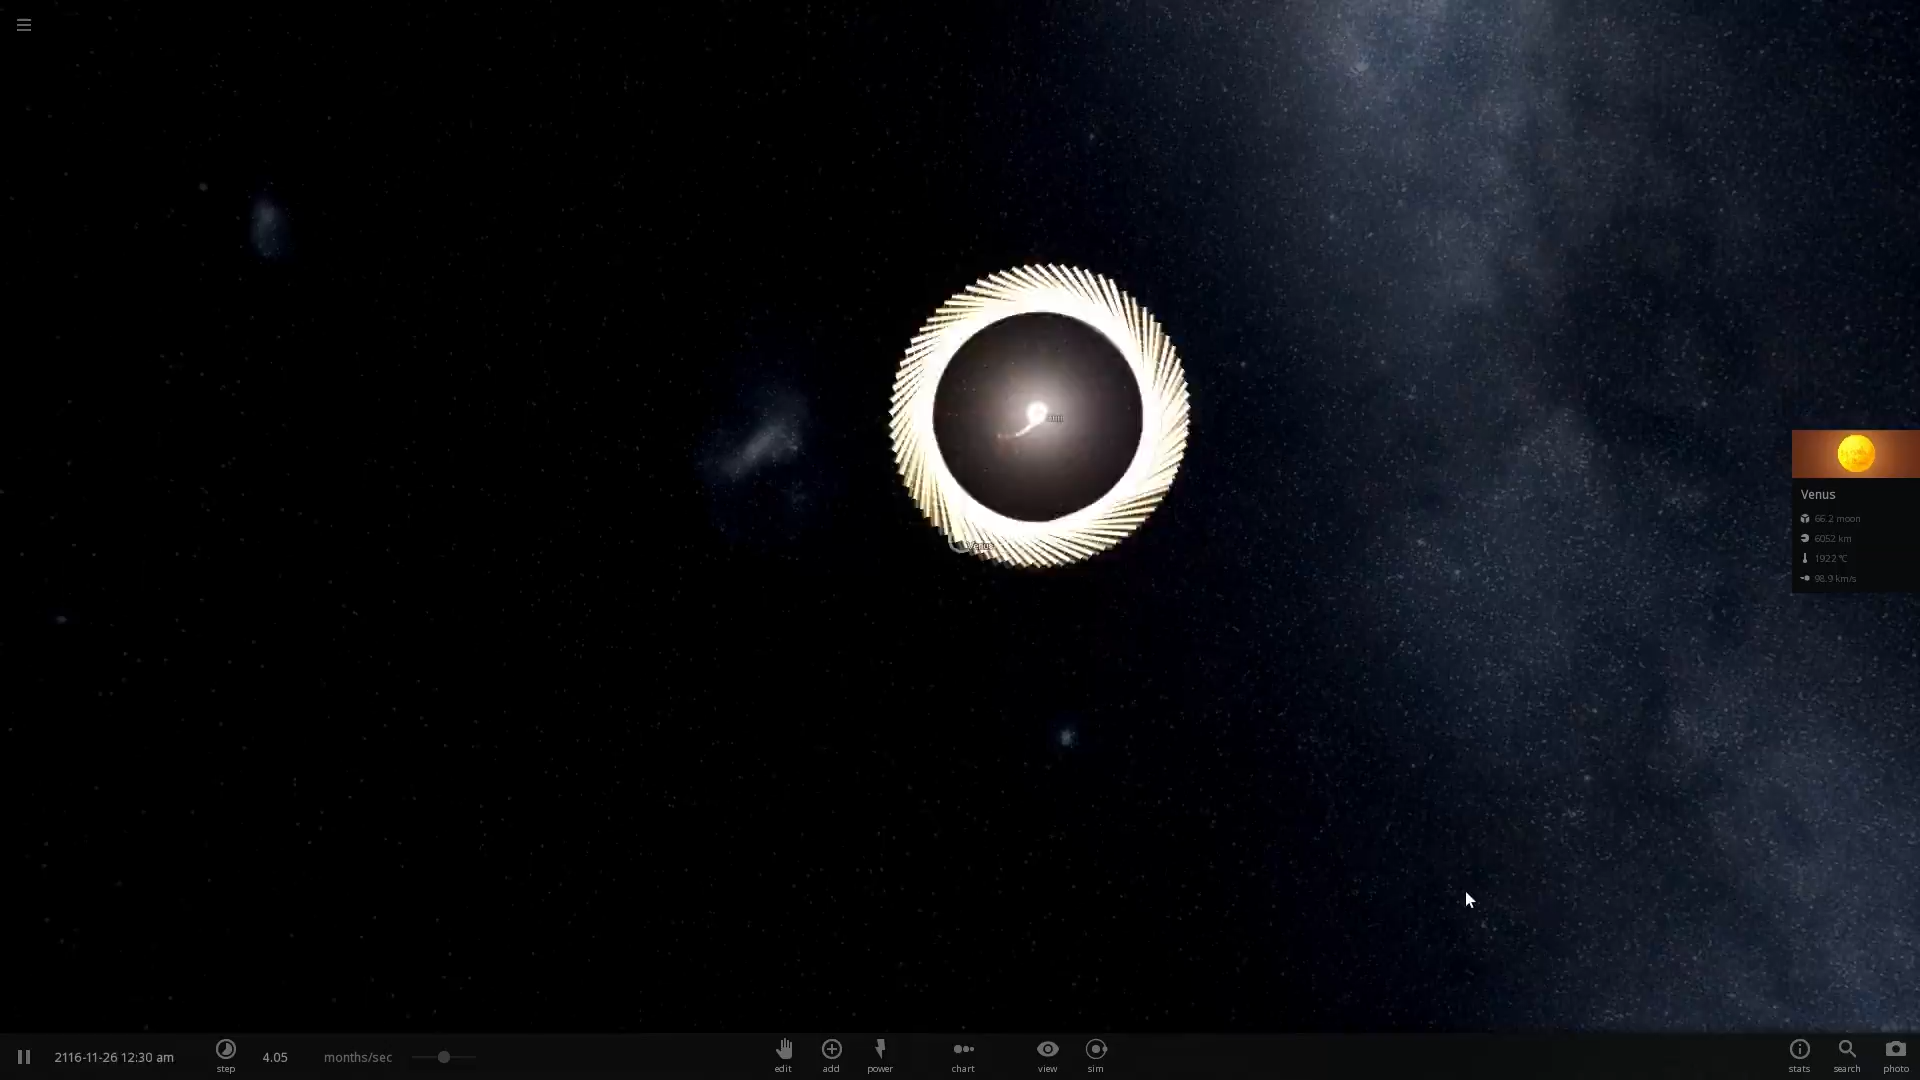 Venus
Venus
66.2 moon
6052 km
1922 °C
98.9 km/s
2116-11-26 12:30 am
step
4.05
months/sec
edit
add
power
chart
view
sim
stats
search
photo